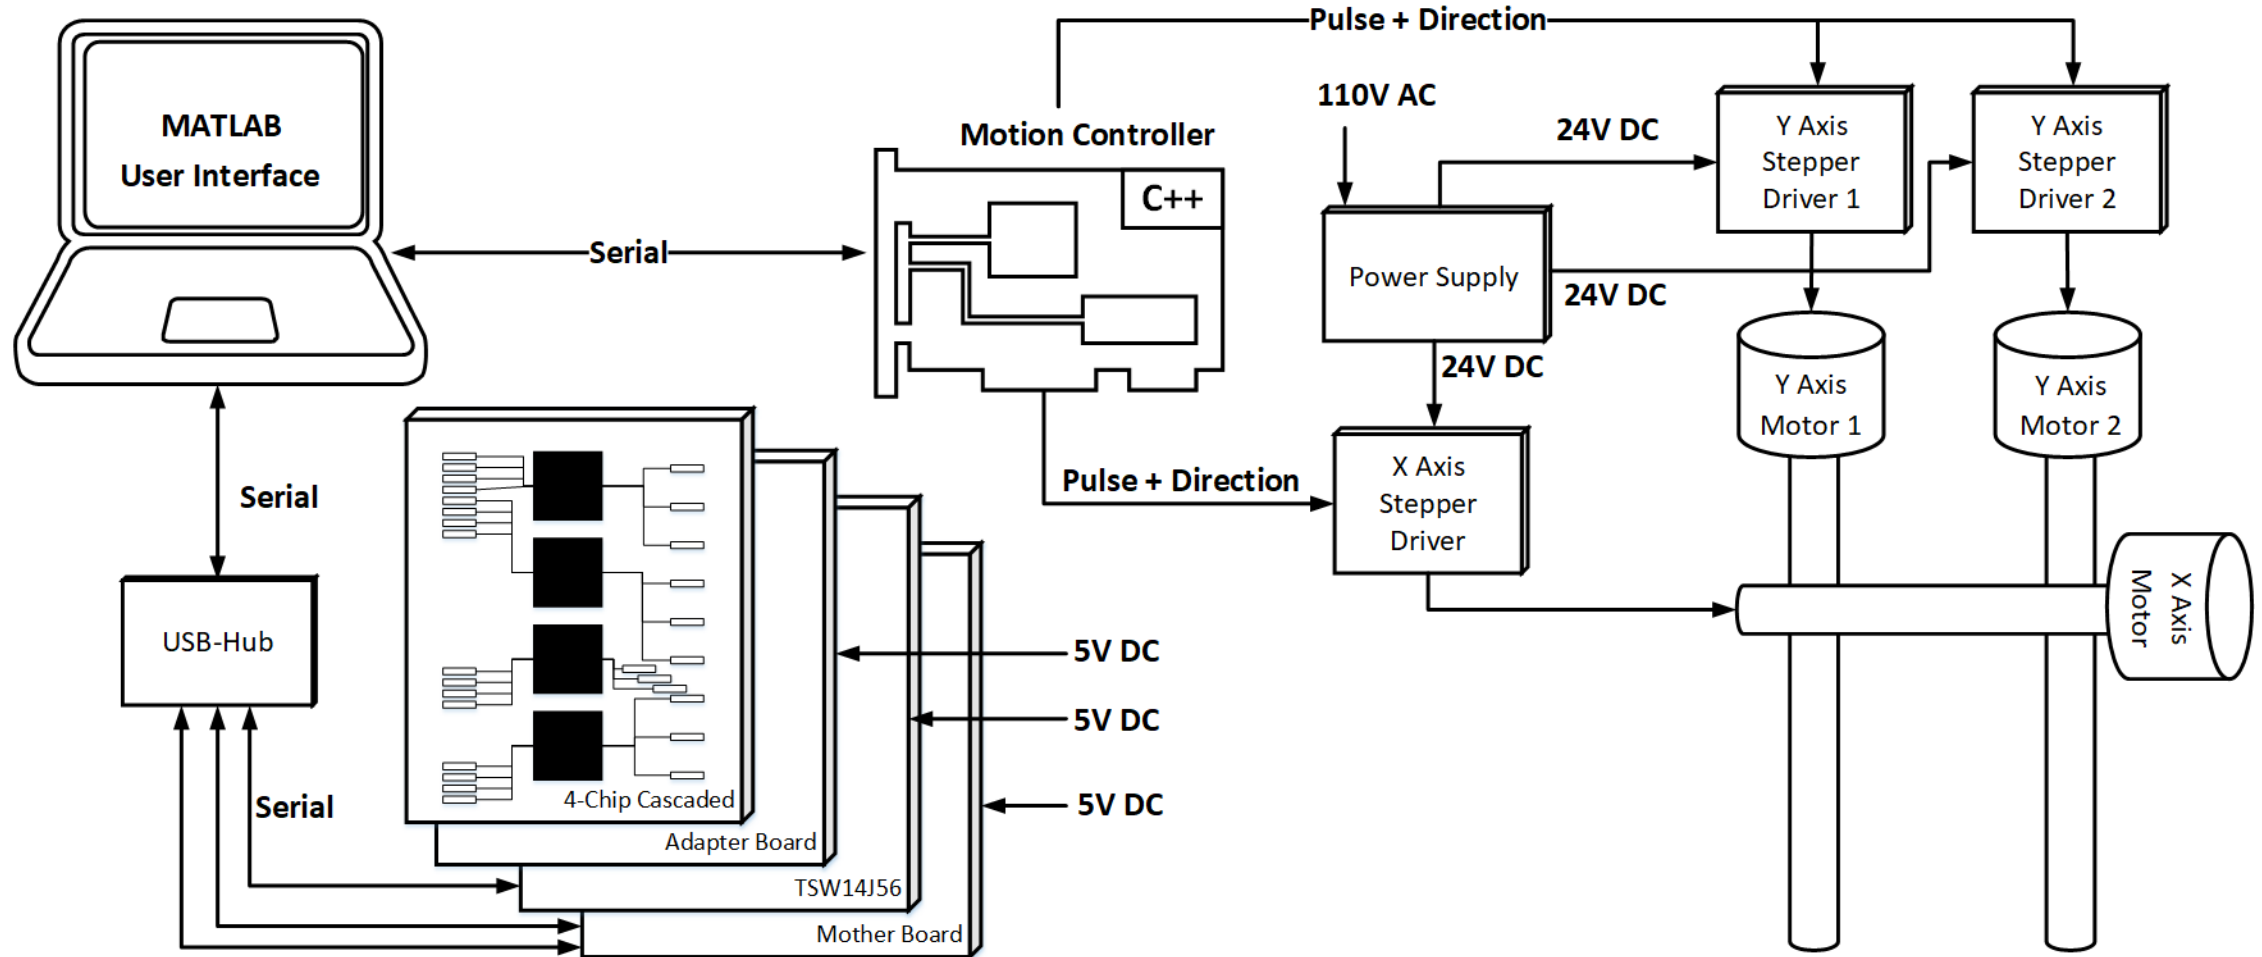 Pulse + Direction
MATLAB
User Interface
110V AC
Motion Controller
C++
24V DC
Y Axis
Stepper
Driver 1
Y Axis
Stepper
Driver 2
Serial
Power Supply
24V DC
24V DC
Y Axis
Motor 1
Y Axis
Motor 2
X Axis
Stepper
Driver
Pulse + Direction
Serial
X Axis
Motor
USB-Hub
5V DC
5V DC
5V DC
Serial
4-Chip Cascaded
Adapter Board
TSW14J56
Mother Board